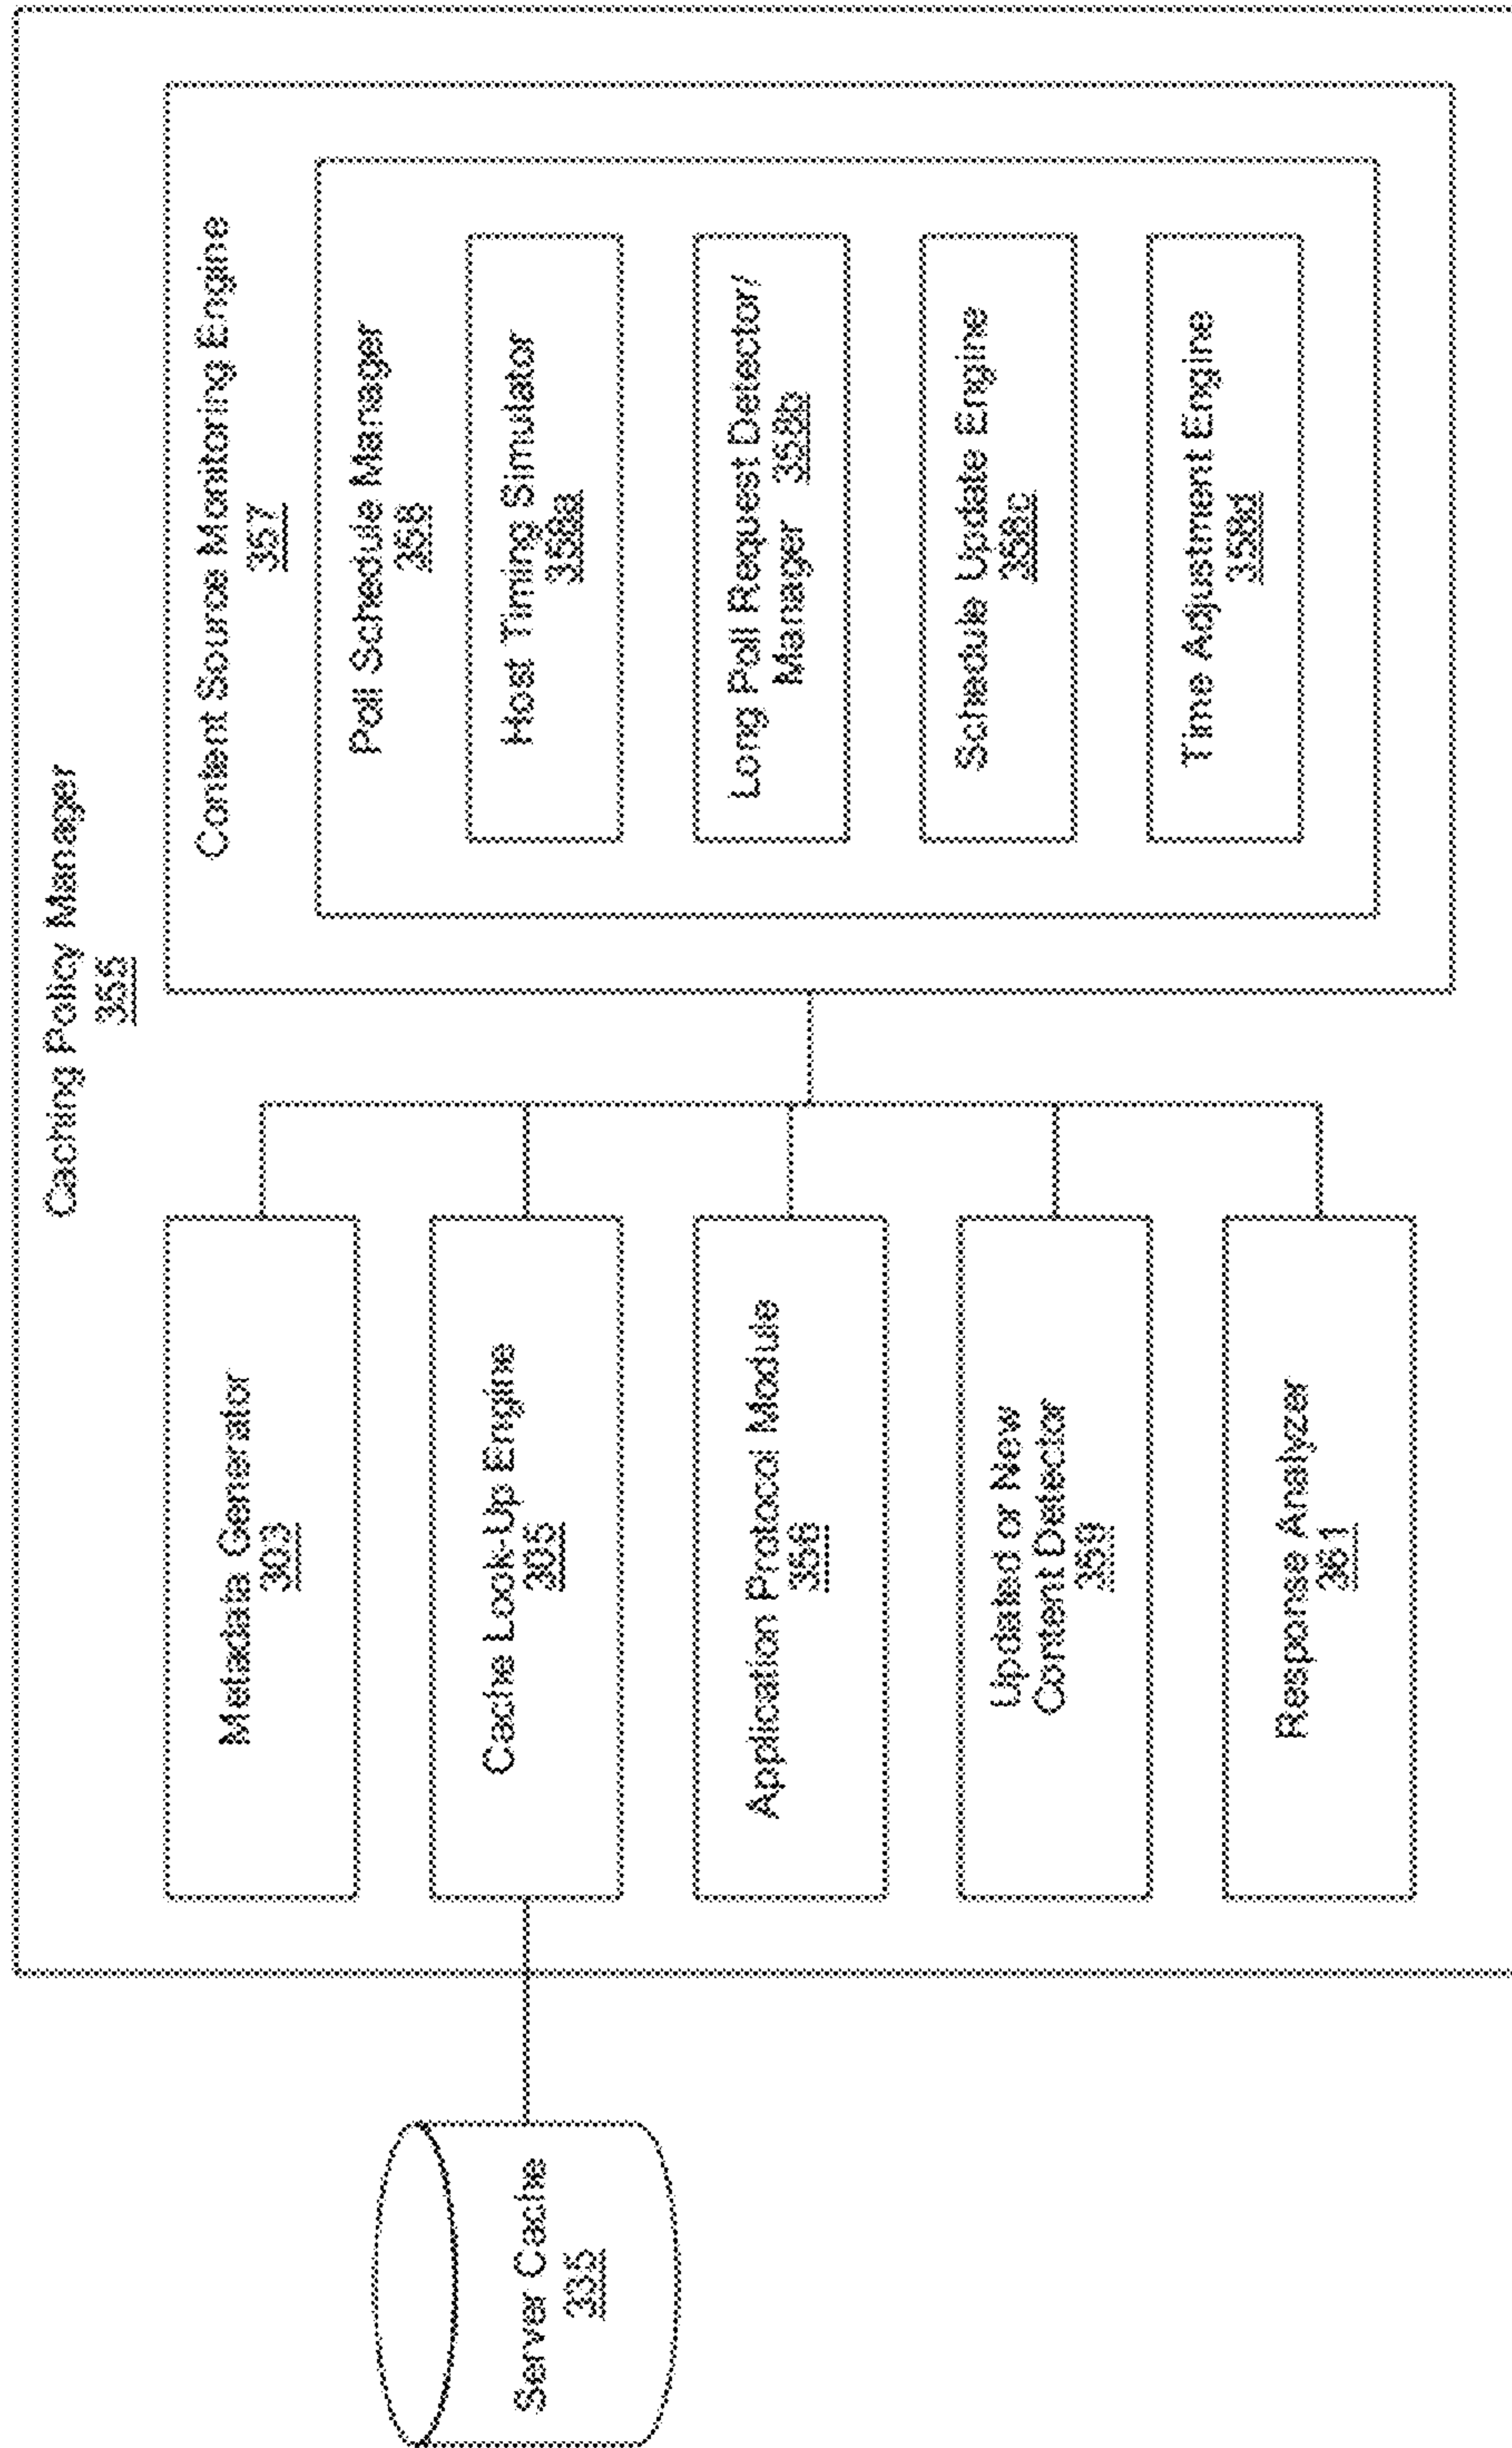 Caching Policy Manager
355
Server Cache
335
Metadata Generator
303
Cache Look-Up Engine
305
Application Protocol Module
356
Updated or New
Content Detector
359
Response Analyzer
361
Content Source Monitoring Engine
357
Poll Schedule Manager
358
Host Timing Simulator
358a
Long Poll Request Detector/
Manager 358b
Schedule Update Engine
358c
Time Adjustment Engine
358d